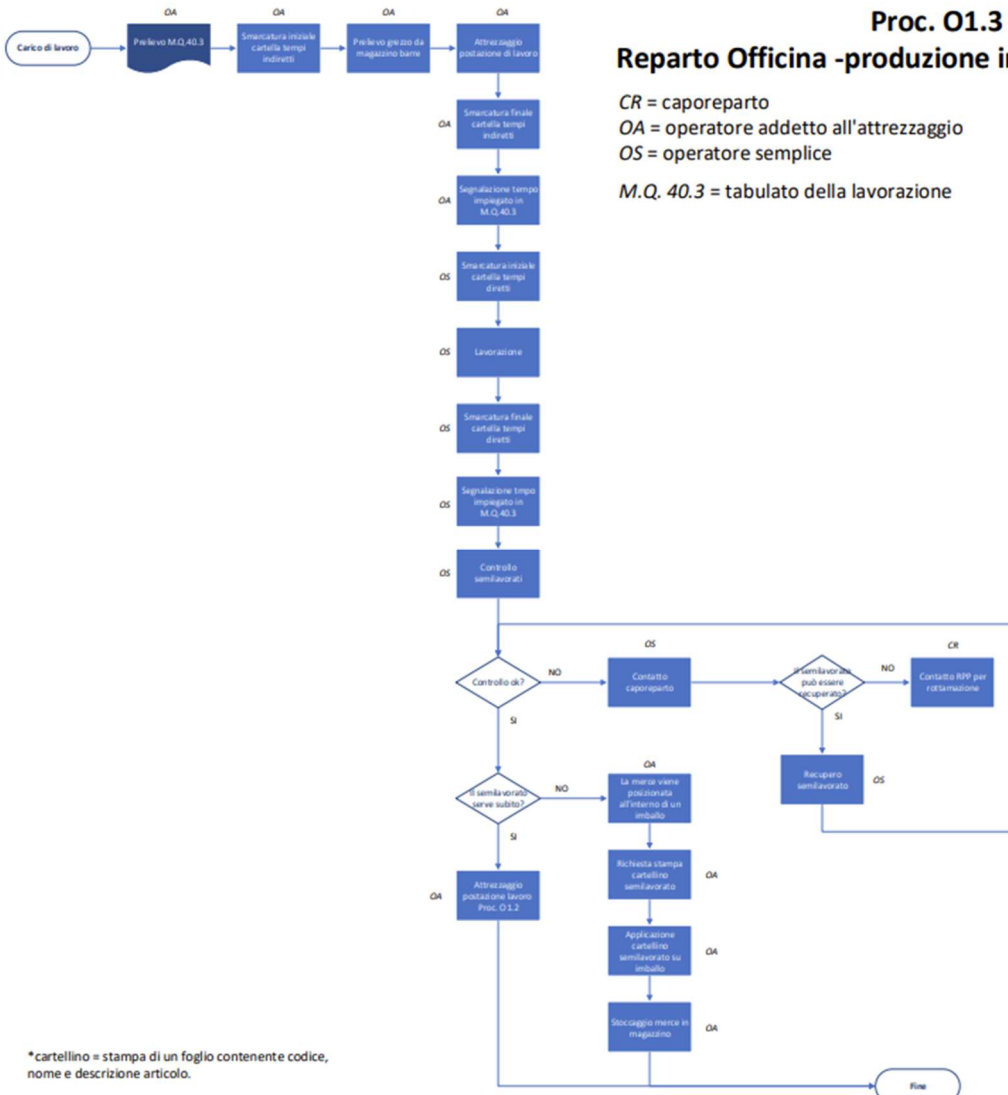 Proc. O1.3
Reparto Officina -produzione i
CR = caporeparto
OA = operatore addetto all'attrezzaggio
OS = operatore semplice
M.Q. 40.3 = tabulato della lavorazione
OA
OA
OA
OA
Carico di lavoro
Prelievo M.Q.40.3
Smarcatura iniziale
cartella tempi
indiretti
Prelievo grezzo da
magazzino barre
Attrezzaggio
postazione di lavoro
OA
Smarcatura finale
cartella tempi
indiretti
OA
Segnalazione tempo
impiegato in
M.Q.40.3
OS
Smarcatura iniziale
cartella tempi
diretti
OS
Lavorazione
OS
Smarcatura finale
cartella tempi
diretti
OS
Segnalazione tmpo
impiegato in
M.Q.40.3
OS
Controllo
semilavorati
Controllo ok?
NO
OS
Contatto
caporeparto
Il semilavorato
può essere
recuperato?
NO
CR
Contatto RPP per
rottamazione
SI
SI
Recupero
semilavorato
OS
Il semilavorato
serve subito?
NO
OA
La merce viene
posizionata
all'interno di un
imballo
SI
Richiesta stampa
cartellino
semilavorato
OA
OA
Attrezzaggio
postazione lavoro
Proc. O1.2
Applicazione
cartellino
semilavorato su
imballo
OA
Stoccaggio merce in
magazzino
OA
*cartellino = stampa di un foglio contenente codice,
nome e descrizione articolo.
Fine